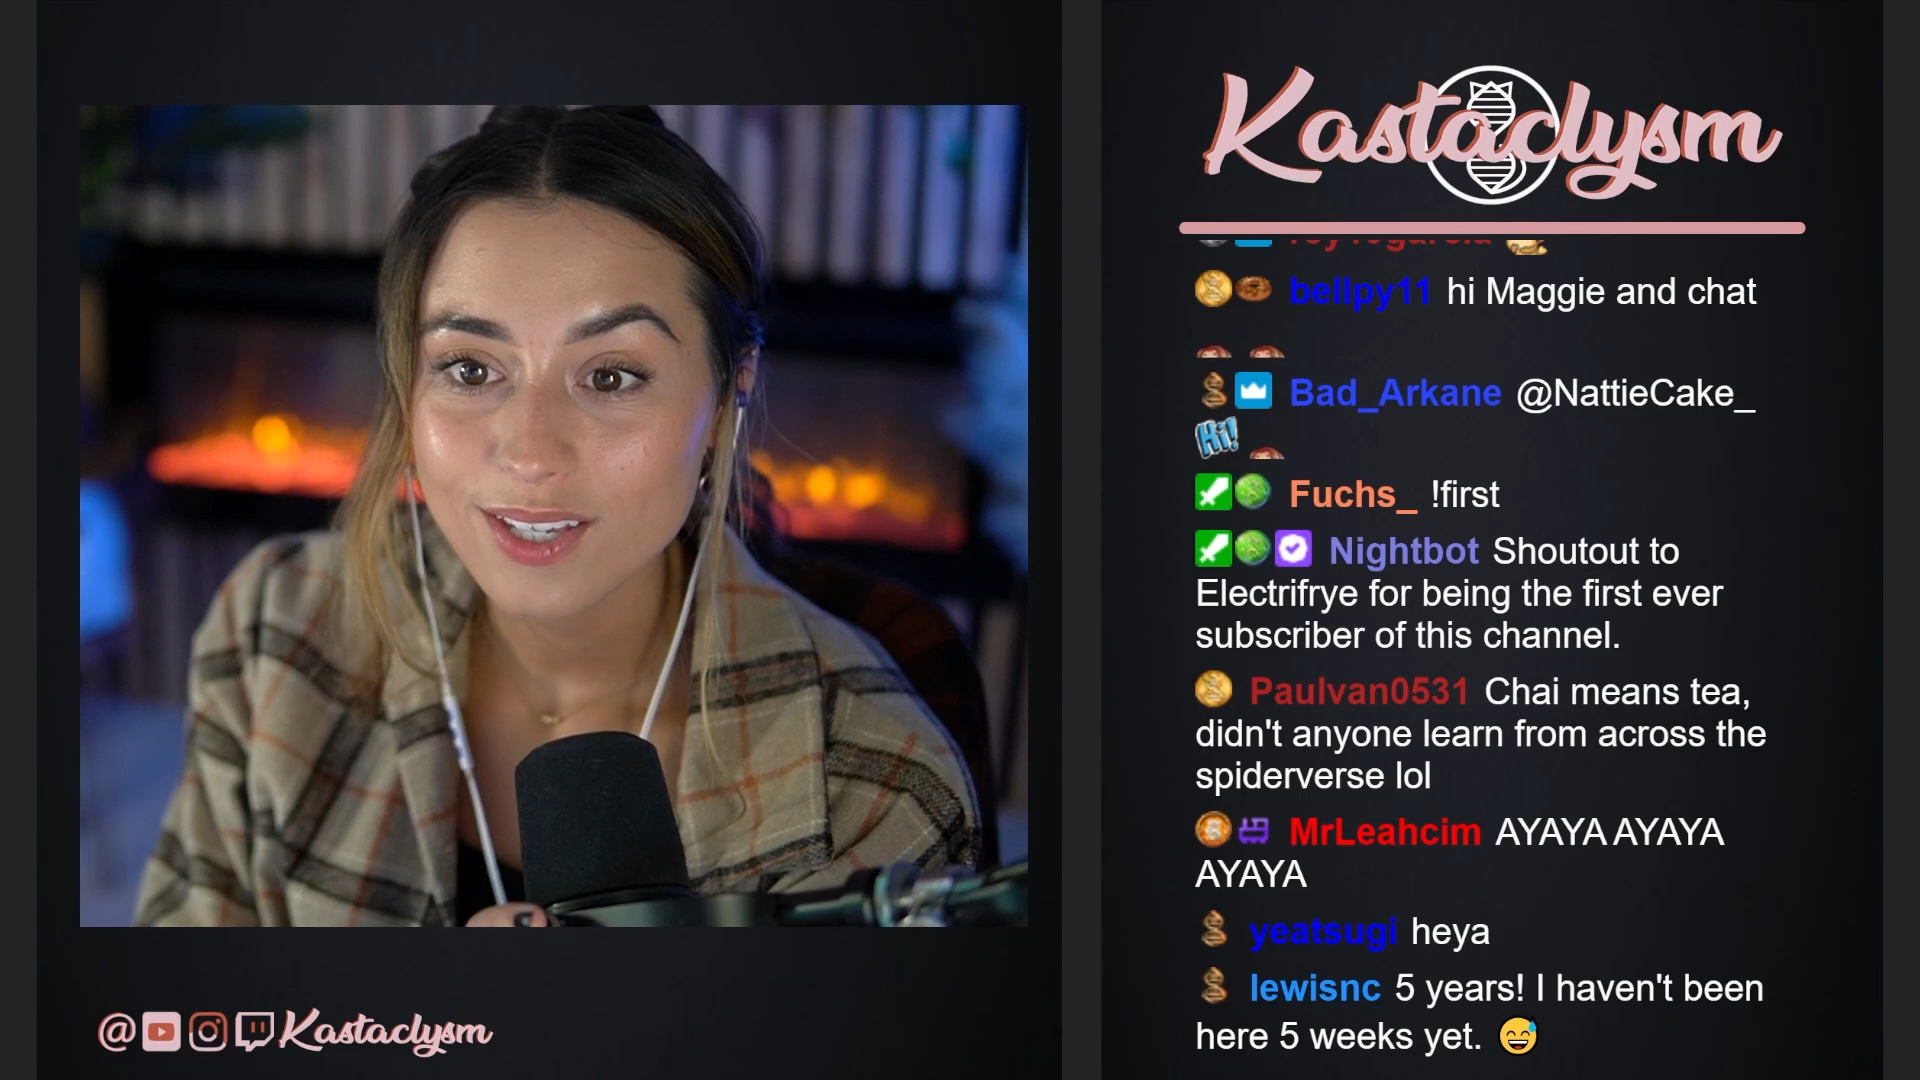 Kastaclysm
bellpy11 hi Maggie and chat
Bad_Arkane @NattieCake_
Hi!
Fuchs_ !first
Nightbot Shoutout to
Electrifrye for being the first ever
subscriber of this channel.
Paulvan0531 Chai means tea,
didn't anyone learn from across the
spiderverse lol
MrLeahcim AYAYA AYAYA
AYAYA
yeatsugi heya
lewisnc 5 years! I haven't been
here 5 weeks yet.
@ Kastaclysm